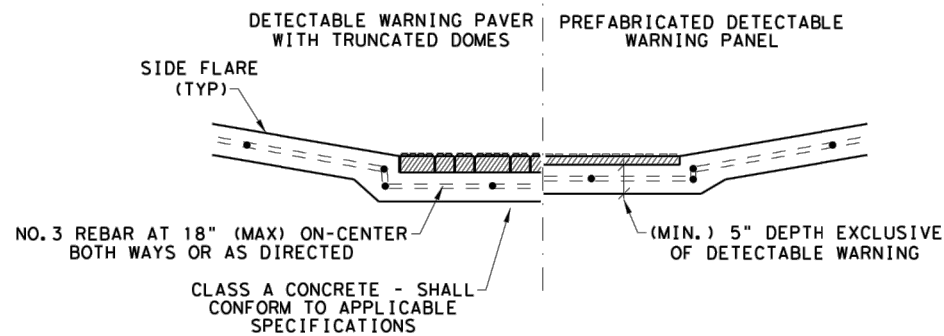 DETECTABLE WARNING PAVER
WITH TRUNCATED DOMES
PREFABRICATED DETECTABLE
WARNING PANEL
SIDE FLARE
(TYP)
NO. 3 REBAR AT 18" (MAX) ON-CENTER
BOTH WAYS OR AS DIRECTED
(MIN.) 5" DEPTH EXCLUSIVE
OF DETECTABLE WARNING
CLASS A CONCRETE - SHALL
CONFORM TO APPLICABLE
SPECIFICATIONS